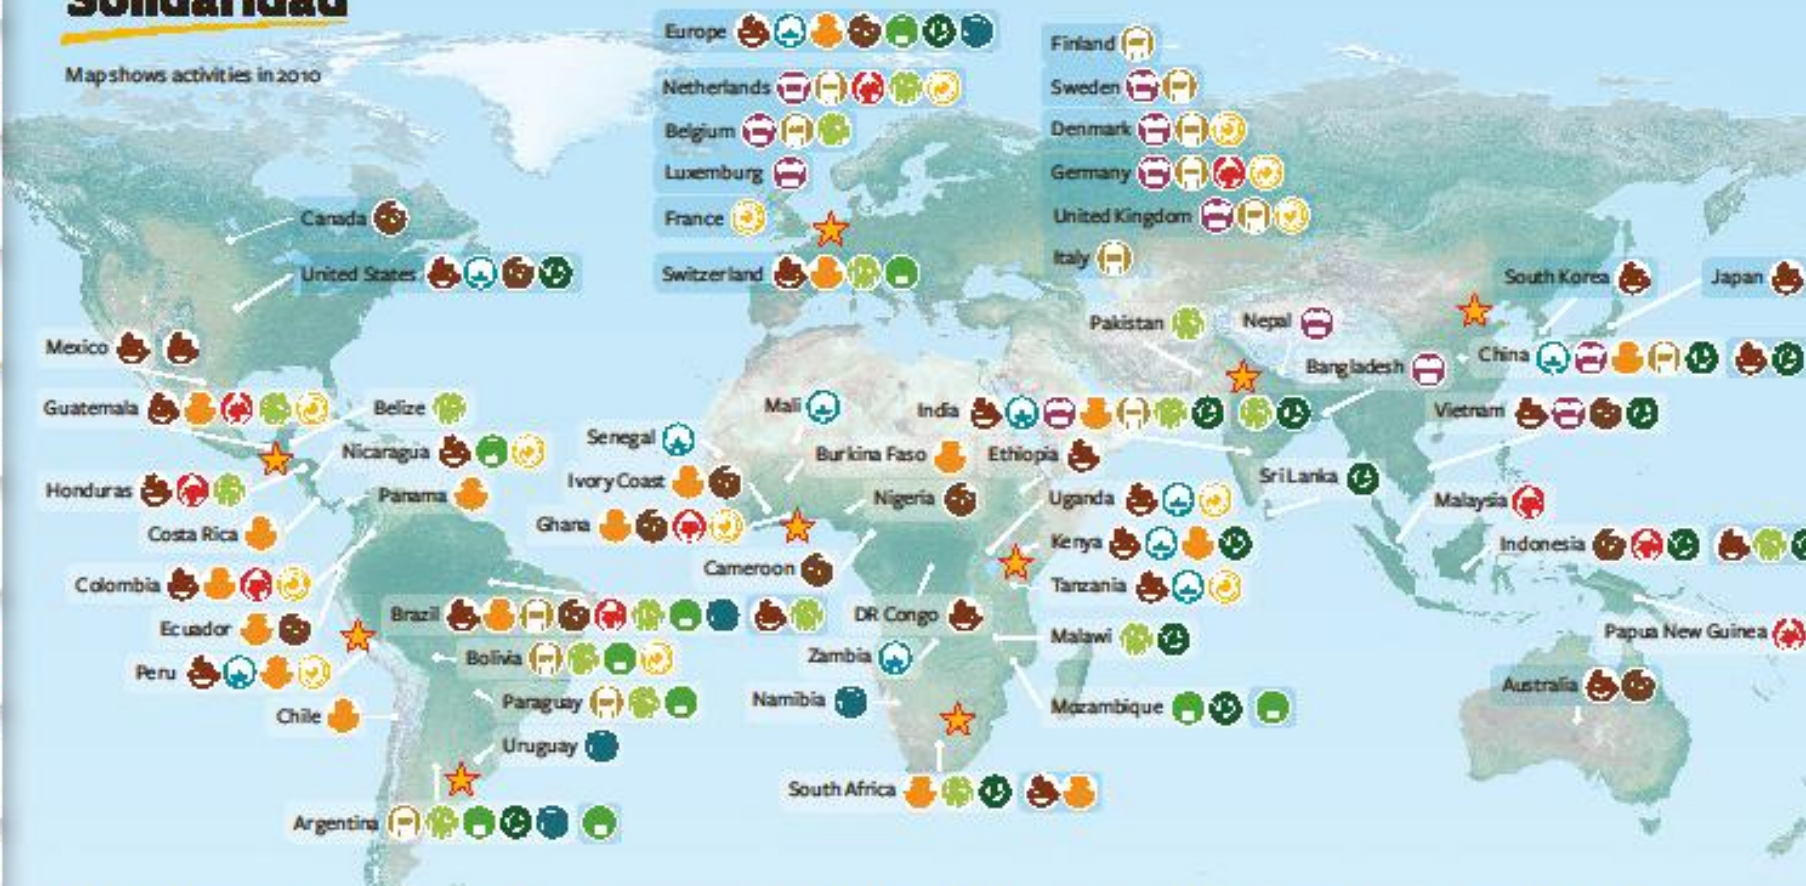 Solidaridad
Map shows activities in 2010
Europe
Netherlands
Belgium
Luxemburg
France
Switzerland
Finland
Sweden
Denmark
Germany
United Kingdom
Italy
Canada
United States
Mexico
Guatemala
Belize
Nicaragua
Honduras
Panama
Costa Rica
Colombia
Ecuador
Peru
Chile
Brazil
Bolivia
Paraguay
Uruguay
Argentina
Mali
Senegal
Burkina Faso
Ivory Coast
Nigeria
Ghana
Cameroon
Ethiopia
Uganda
Kenya
Tanzania
DR Congo
Malawi
Zambia
Namibia
Mozambique
South Africa
Pakistan
Nepal
Bangladesh
India
Sri Lanka
South Korea
Japan
China
Vietnam
Malaysia
Indonesia
Papua New Guinea
Australia